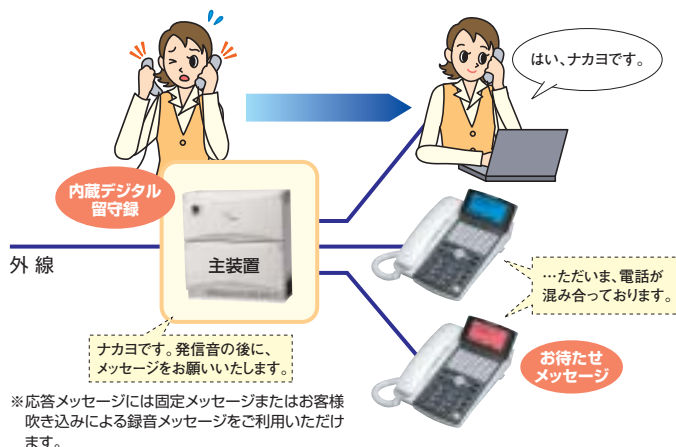 はい、ナカヨです。
内蔵デジタル
留守録
外線
主装置
…ただいま、電話が
混み合っております。
ナカヨです。発信音の後に、
メッセージをお願いいたします。
お待たせ
メッセージ
※応答メッセージには固定メッセージまたはお客様
吹き込みによる録音メッセージをご利用いただけ
ます。